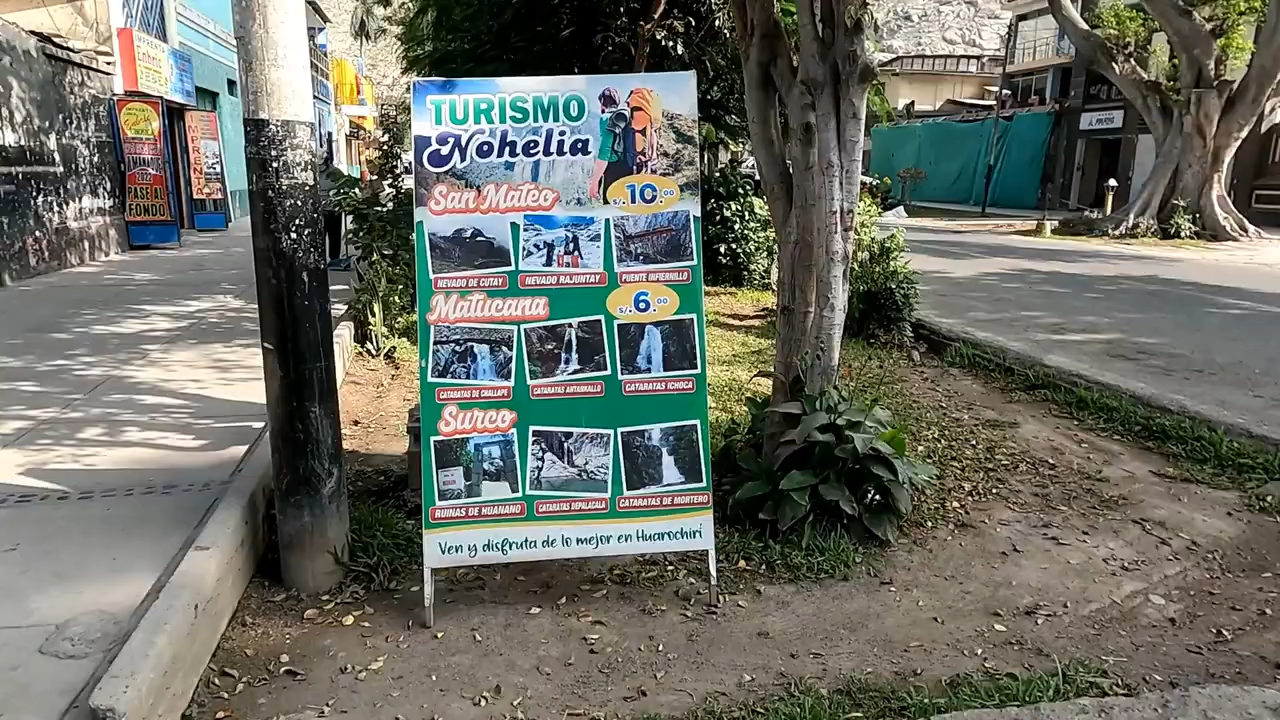 TURISMO
Nohelia
San Mateo
S/.10.00
NEVADO DE CUTAY
NEVADO RAJUNTAY
PUENTE INFIERNILLO
Matucana
S/.6.00
CATARATAS DE CHALLAPE
CATARATAS ANTANKALLO
CATARATAS ICHOCA
Surco
RUINAS DE HUANANO
CATARATAS DEPALACALA
CATARATAS DE MORTERO
Ven y disfruta de lo mejor en Huarochirí
IMPRENTA
PASE AL
FONDO
IMPRENTA